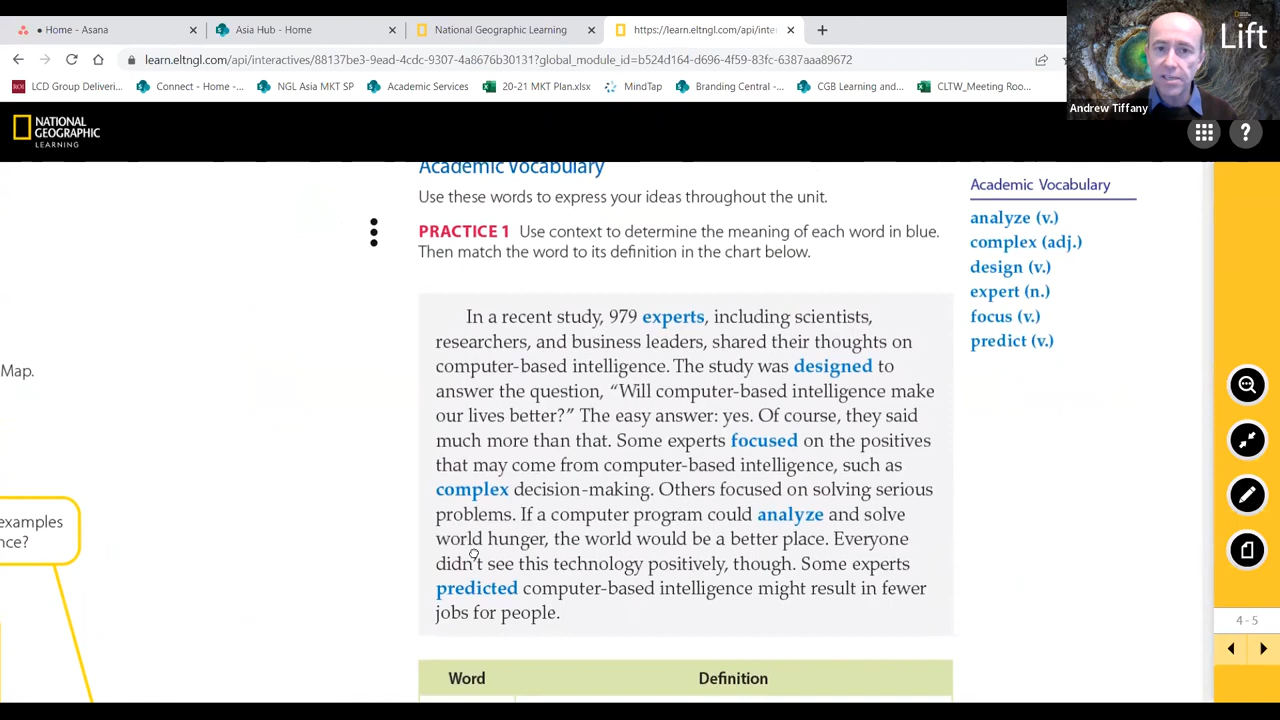 • Home - Asana
Asia Hub - Home
National Geographic Learning
https://learn.eltngl.com/api/inte
Lift
learn.eltngl.com/api/interactives/88137be3-9ead-4cdc-9307-4a8676b30131?global_module_id=b524d164-d696-4f59-83fc-6387aaa89672
ROI LCD Group Deliveri...
Connect - Home -...
NGL Asia MKT SP
Academic Services
20-21 MKT Plan.xlsx
MindTap
Branding Central -...
CGB Learning and...
CLTW_Meeting Roo...
Andrew Tiffany
NATIONAL
GEOGRAPHIC
LEARNING
?
Academic Vocabulary
Use these words to express your ideas throughout the unit.
PRACTICE 1 Use context to determine the meaning of each word in blue.
Then match the word to its definition in the chart below.
In a recent study, 979 experts, including scientists,
researchers, and business leaders, shared their thoughts on
computer-based intelligence. The study was designed to
answer the question, “Will computer-based intelligence make
our lives better?” The easy answer: yes. Of course, they said
much more than that. Some experts focused on the positives
that may come from computer-based intelligence, such as
complex decision-making. Others focused on solving serious
problems. If a computer program could analyze and solve
world hunger, the world would be a better place. Everyone
didn’t see this technology positively, though. Some experts
predicted computer-based intelligence might result in fewer
jobs for people.
Word Definition
Academic Vocabulary
analyze (v.)
complex (adj.)
design (v.)
expert (n.)
focus (v.)
predict (v.)
Map.
examples
nce?
4 - 5